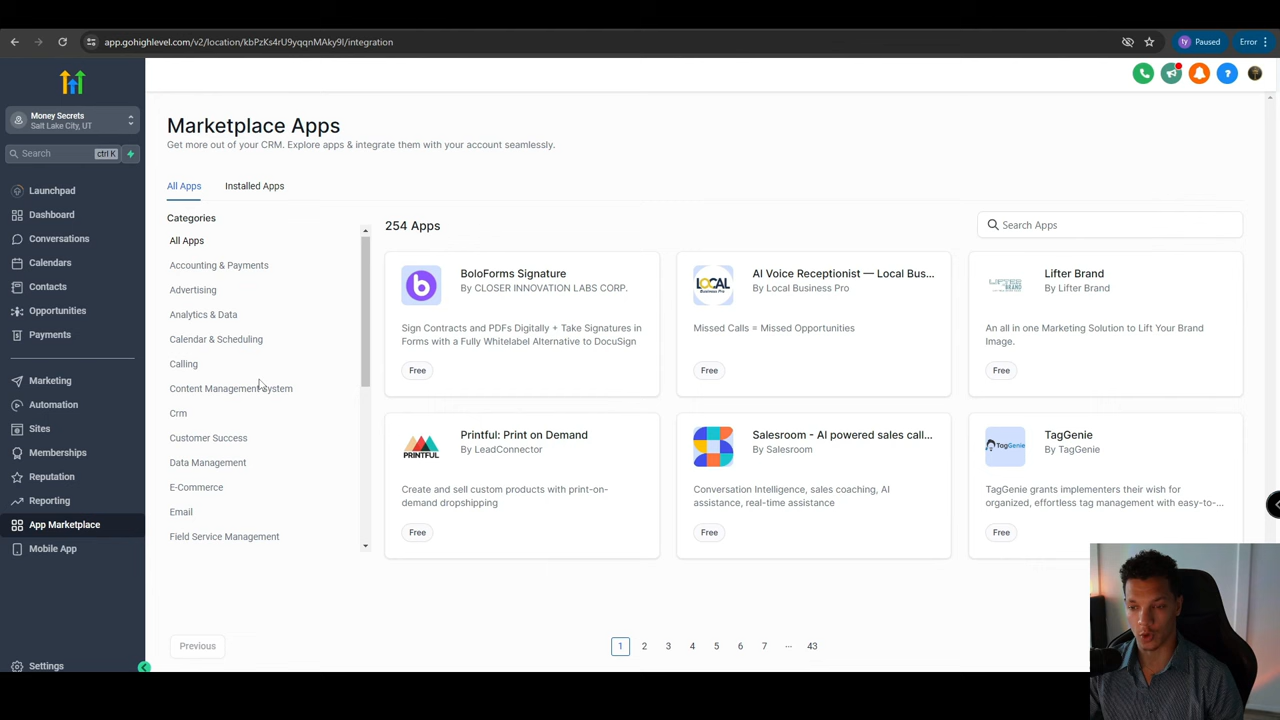 app.gohighlevel.com/v2/location/kbPzKs4rU9yqqnMAky9l/integration
ty
Paused
Error
Money Secrets
Salt Lake City, UT
Search
ctrl K
Launchpad
Dashboard
Conversations
Calendars
Contacts
Opportunities
Payments
Marketing
Automation
Sites
Memberships
Reputation
Reporting
App Marketplace
Mobile App
Settings
Marketplace Apps
Get more out of your CRM. Explore apps & integrate them with your account seamlessly.
All Apps
Installed Apps
Categories
All Apps
Accounting & Payments
Advertising
Analytics & Data
Calendar & Scheduling
Calling
Content Management System
Crm
Customer Success
Data Management
E-Commerce
Email
Field Service Management
254 Apps
Search Apps
BoloForms Signature
By CLOSER INNOVATION LABS CORP.
Sign Contracts and PDFs Digitally + Take Signatures in
Forms with a Fully Whitelabel Alternative to DocuSign
Free
LOCAL
Business Pro
AI Voice Receptionist — Local Bus...
By Local Business Pro
Missed Calls = Missed Opportunities
Free
LIFTER
BRAND
Lifter Brand
By Lifter Brand
An all in one Marketing Solution to Lift Your Brand
Image.
Free
PRINTFUL
Printful: Print on Demand
By LeadConnector
Create and sell custom products with print-on-
demand dropshipping
Free
Salesroom - AI powered sales call...
By Salesroom
Conversation Intelligence, sales coaching, AI
assistance, real-time assistance
Free
TagGenie
TagGenie
By TagGenie
TagGenie grants implementers their wish for
organized, effortless tag management with easy-to-...
Free
Previous
1 2 3 4 5 6 7 ... 43